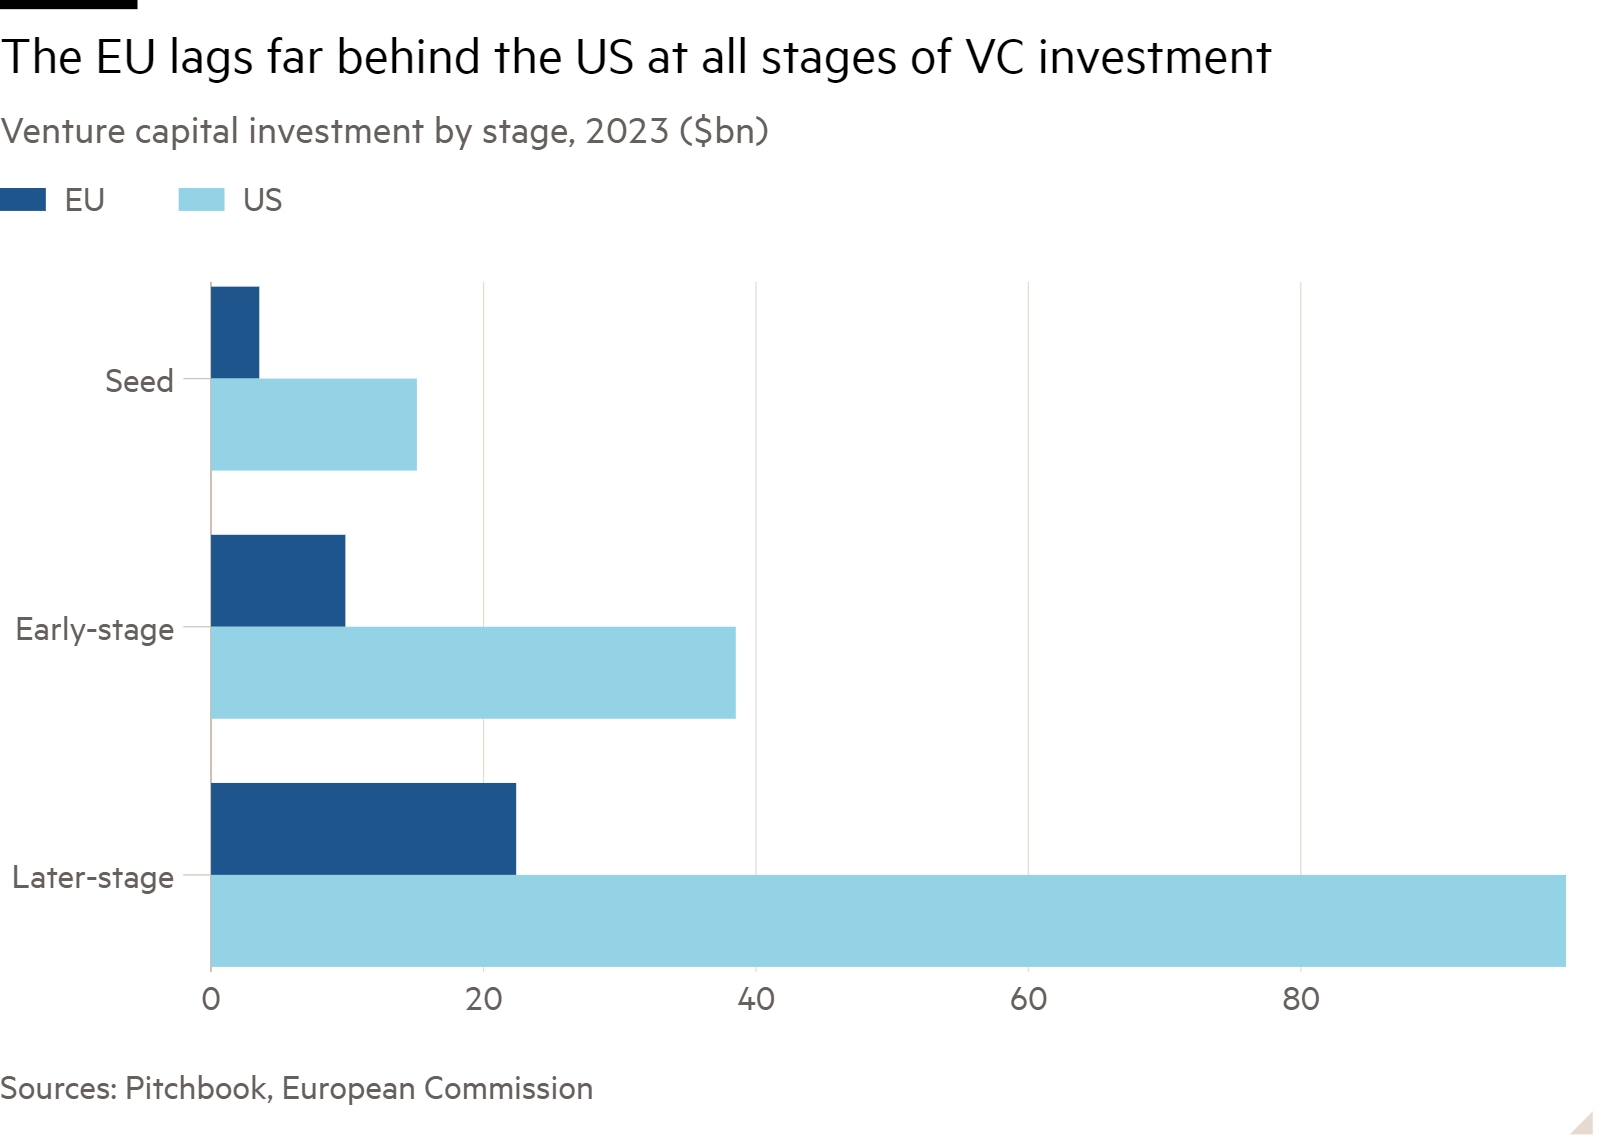 The EU lags far behind the US at all stages of VC investment
Venture capital investment by stage, 2023 ($bn)
EU US
Seed
Early-stage
Later-stage
0 20 40 60 80
Sources: Pitchbook, European Commission